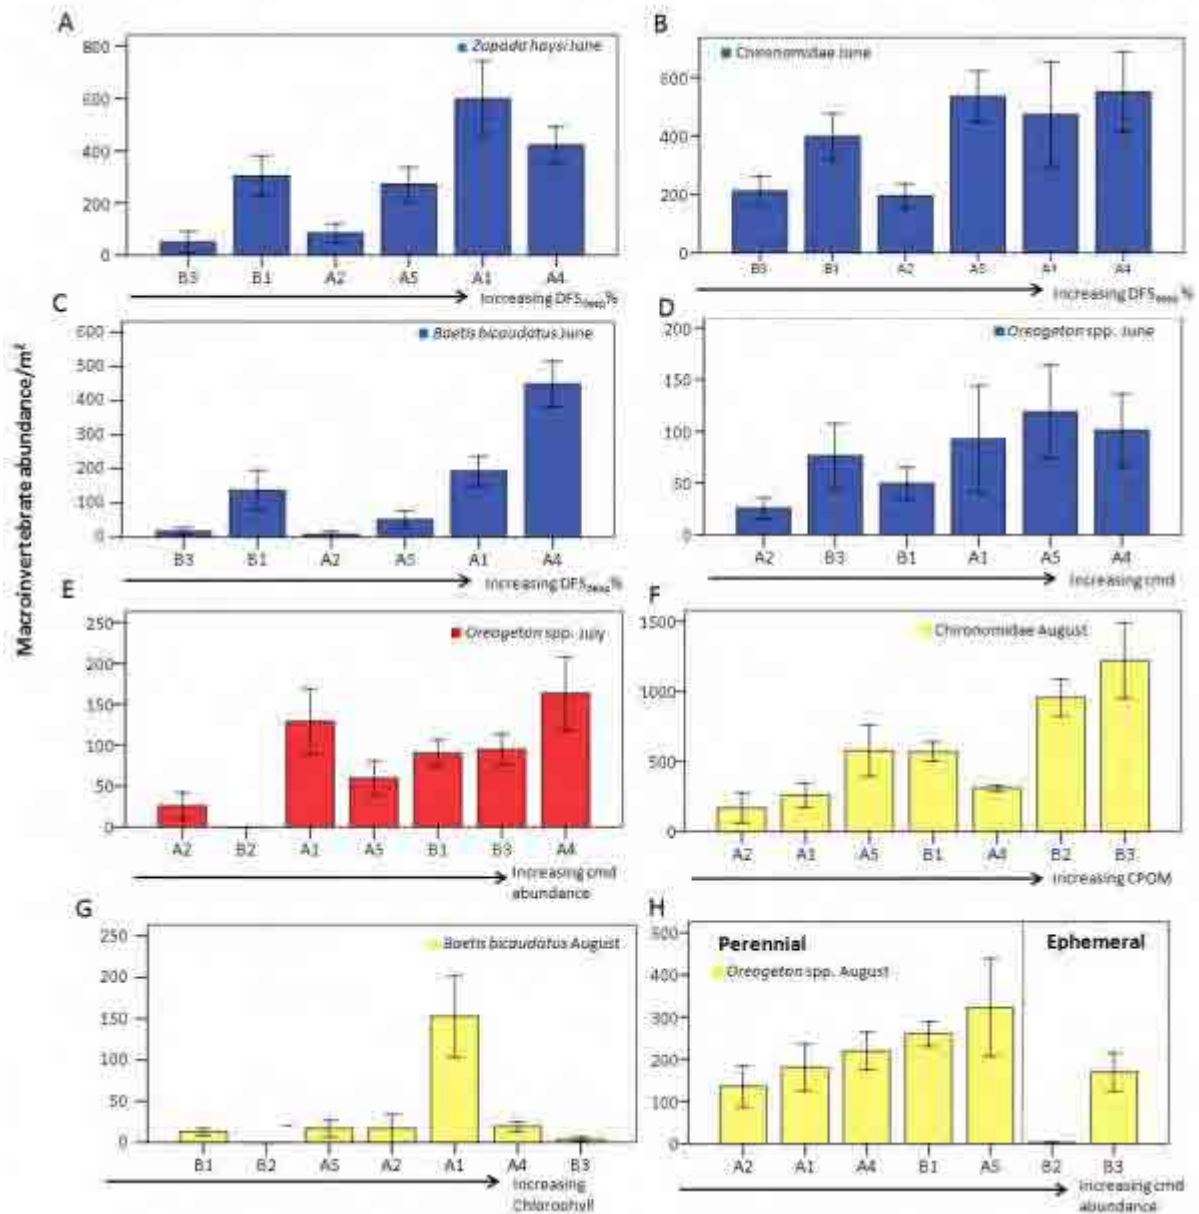 Macroinvertebrate abundance/m²
A
Zapada haysi June
800
600
400
200
0
B3 B1 A2 A5 A1 A4
Increasing DFS %
B
Chironomidae June
600
400
200
0
B3 B1 A2 A5 A1 A4
Increasing DFS %
C
Baetis bicaudatus June
600
500
400
300
200
100
0
B3 B1 A2 A5 A1 A4
Increasing DFS %
D
Oreogeton spp. June
200
150
100
50
0
A2 B3 B1 A1 A5 A4
Increasing cmd
E
Oreogeton spp. July
250
200
150
100
50
0
A2 B2 A1 A5 B1 B3 A4
Increasing cmd
abundance
F
Chironomidae August
1500
1000
500
0
A2 A1 A5 B1 A4 B2 B3
Increasing CPOM
G
Baetis bicaudatus August
250
200
150
100
50
0
B1 B2 A5 A2 A1 A4 B3
Increasing
Chlorophyll
H
Perennial Ephemeral
Oreogeton spp. August
500
400
300
200
100
0
A2 A1 A4 B1 A5 B2 B3
Increasing cmd
abundance